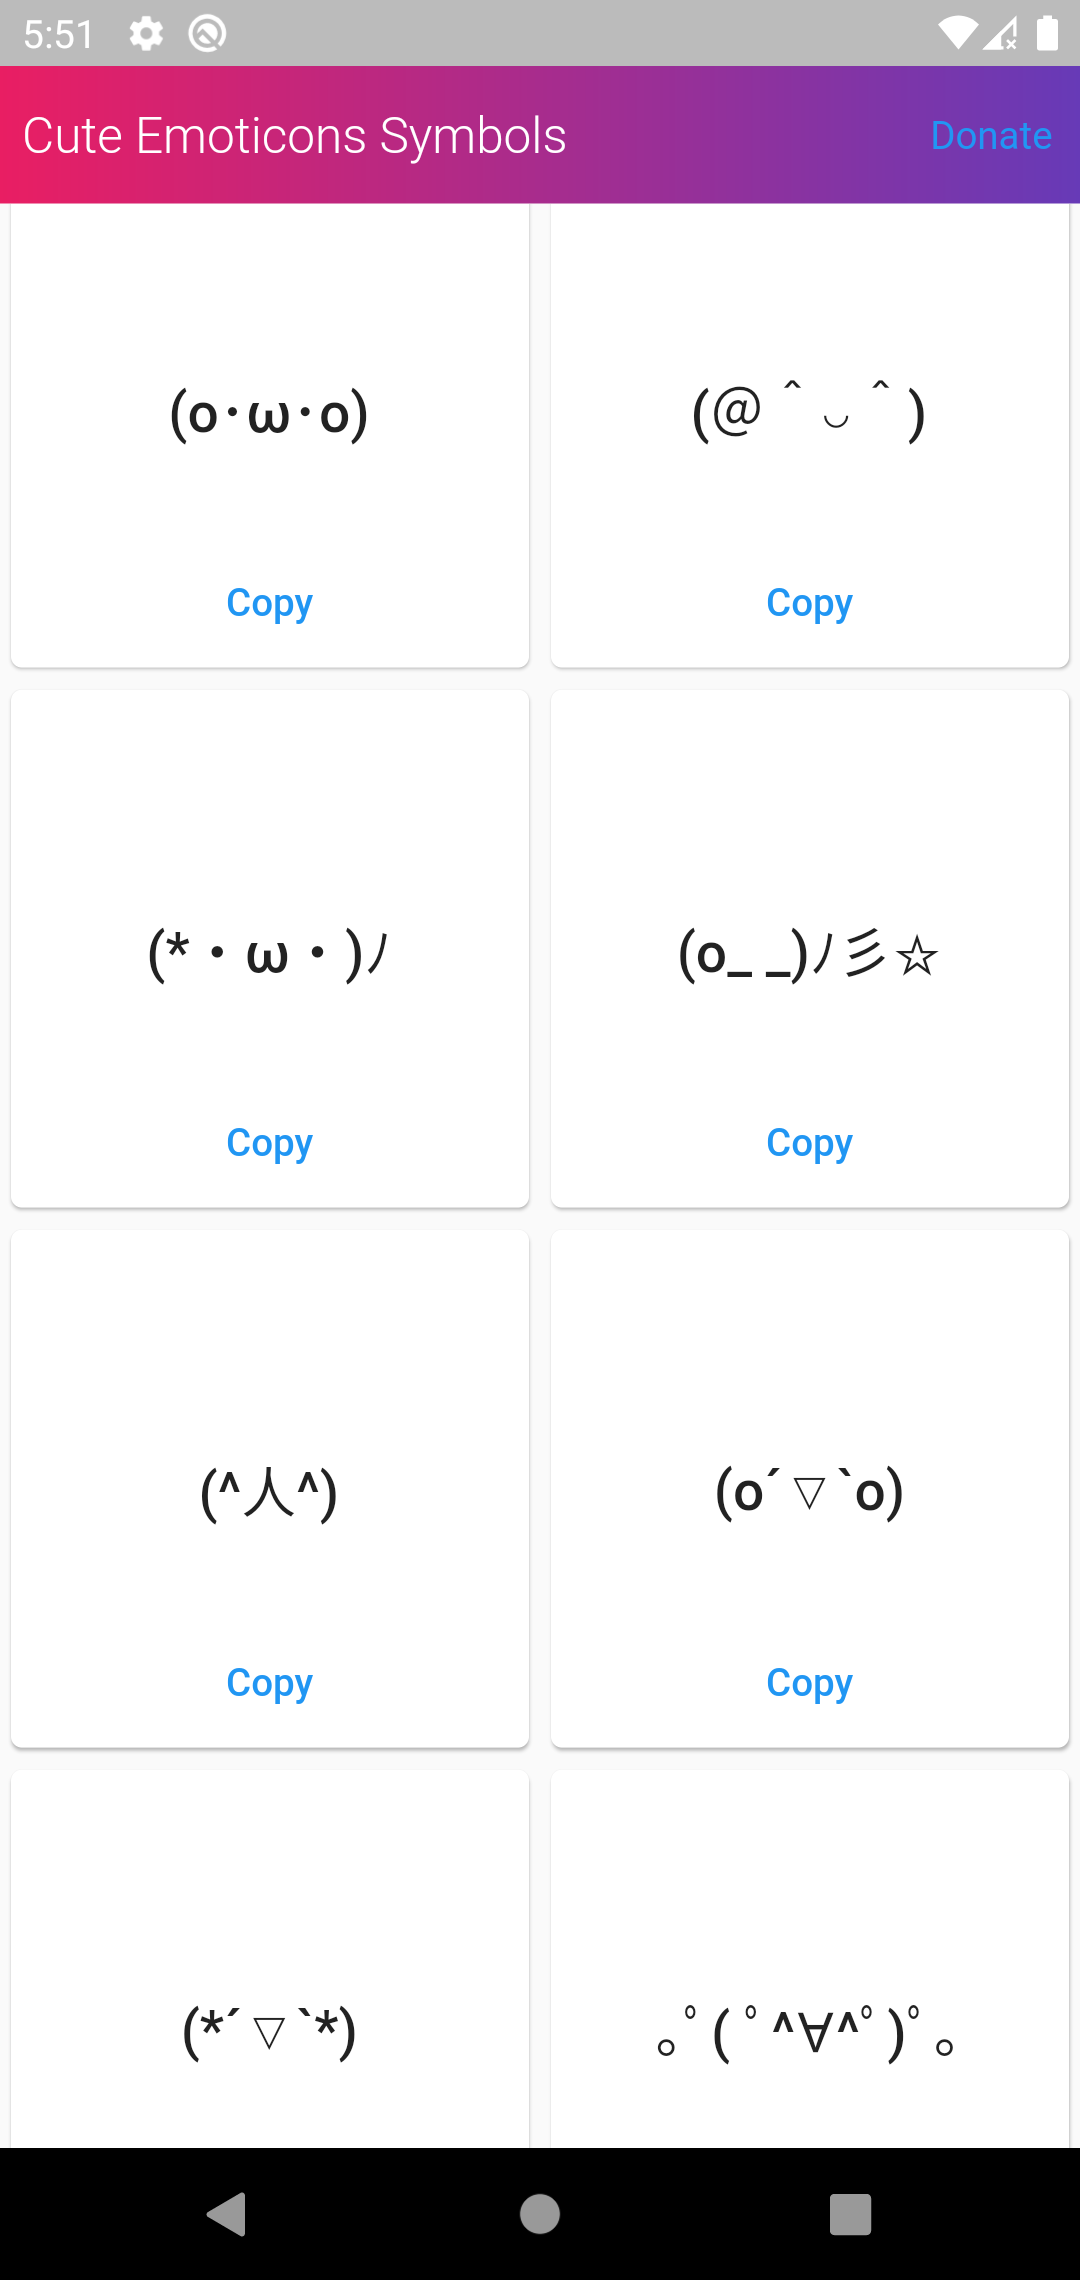 5:51
Cute Emoticons Symbols
Donate
(o･ω･o)
(@＾◡＾)
Copy
Copy
(*・ω・)ﾉ
(o_ _)ﾉ彡☆
Copy
Copy
(^人^)
(o´▽`o)
Copy
Copy
(*´▽`*)
｡ﾟ( ﾟ^∀^ﾟ)ﾟ｡